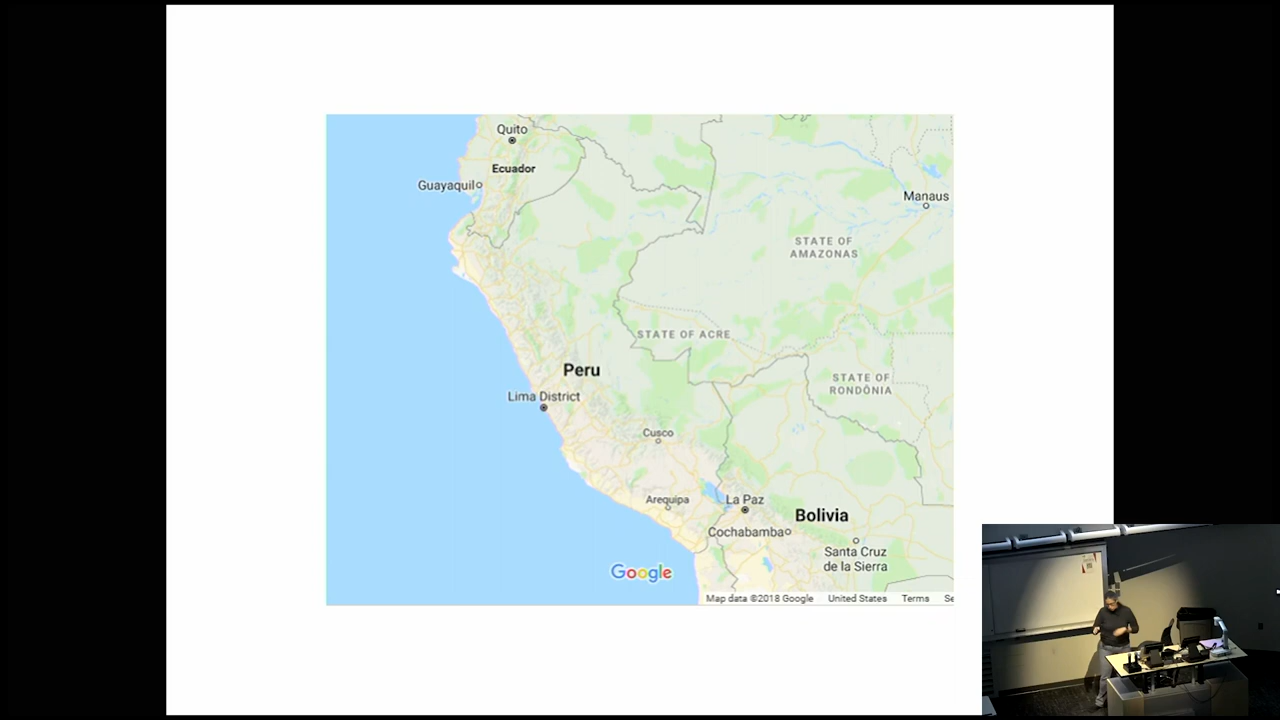 Quito
Ecuador
Guayaquil
Manaus
STATE OF
AMAZONAS
STATE OF ACRE
Peru
STATE OF
RONDÔNIA
Lima District
Cusco
Arequipa
La Paz
Bolivia
Cochabamba
Santa Cruz
de la Sierra
Google
Map data ©2018 Google United States Terms Se